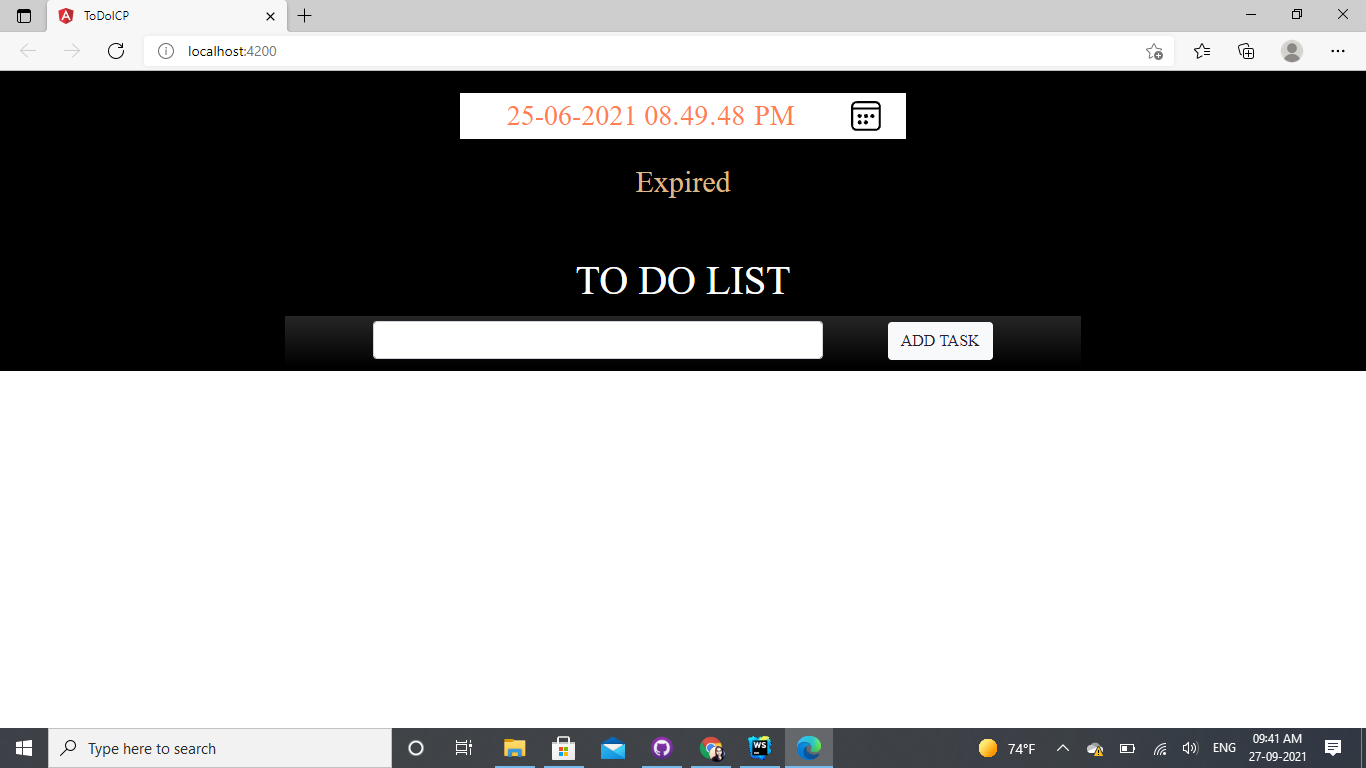 ToDoICP
localhost:4200
25-06-2021 08.49.48 PM
Expired
TO DO LIST
ADD TASK
Type here to search
WS
74°F
ENG
09:41 AM
27-09-2021